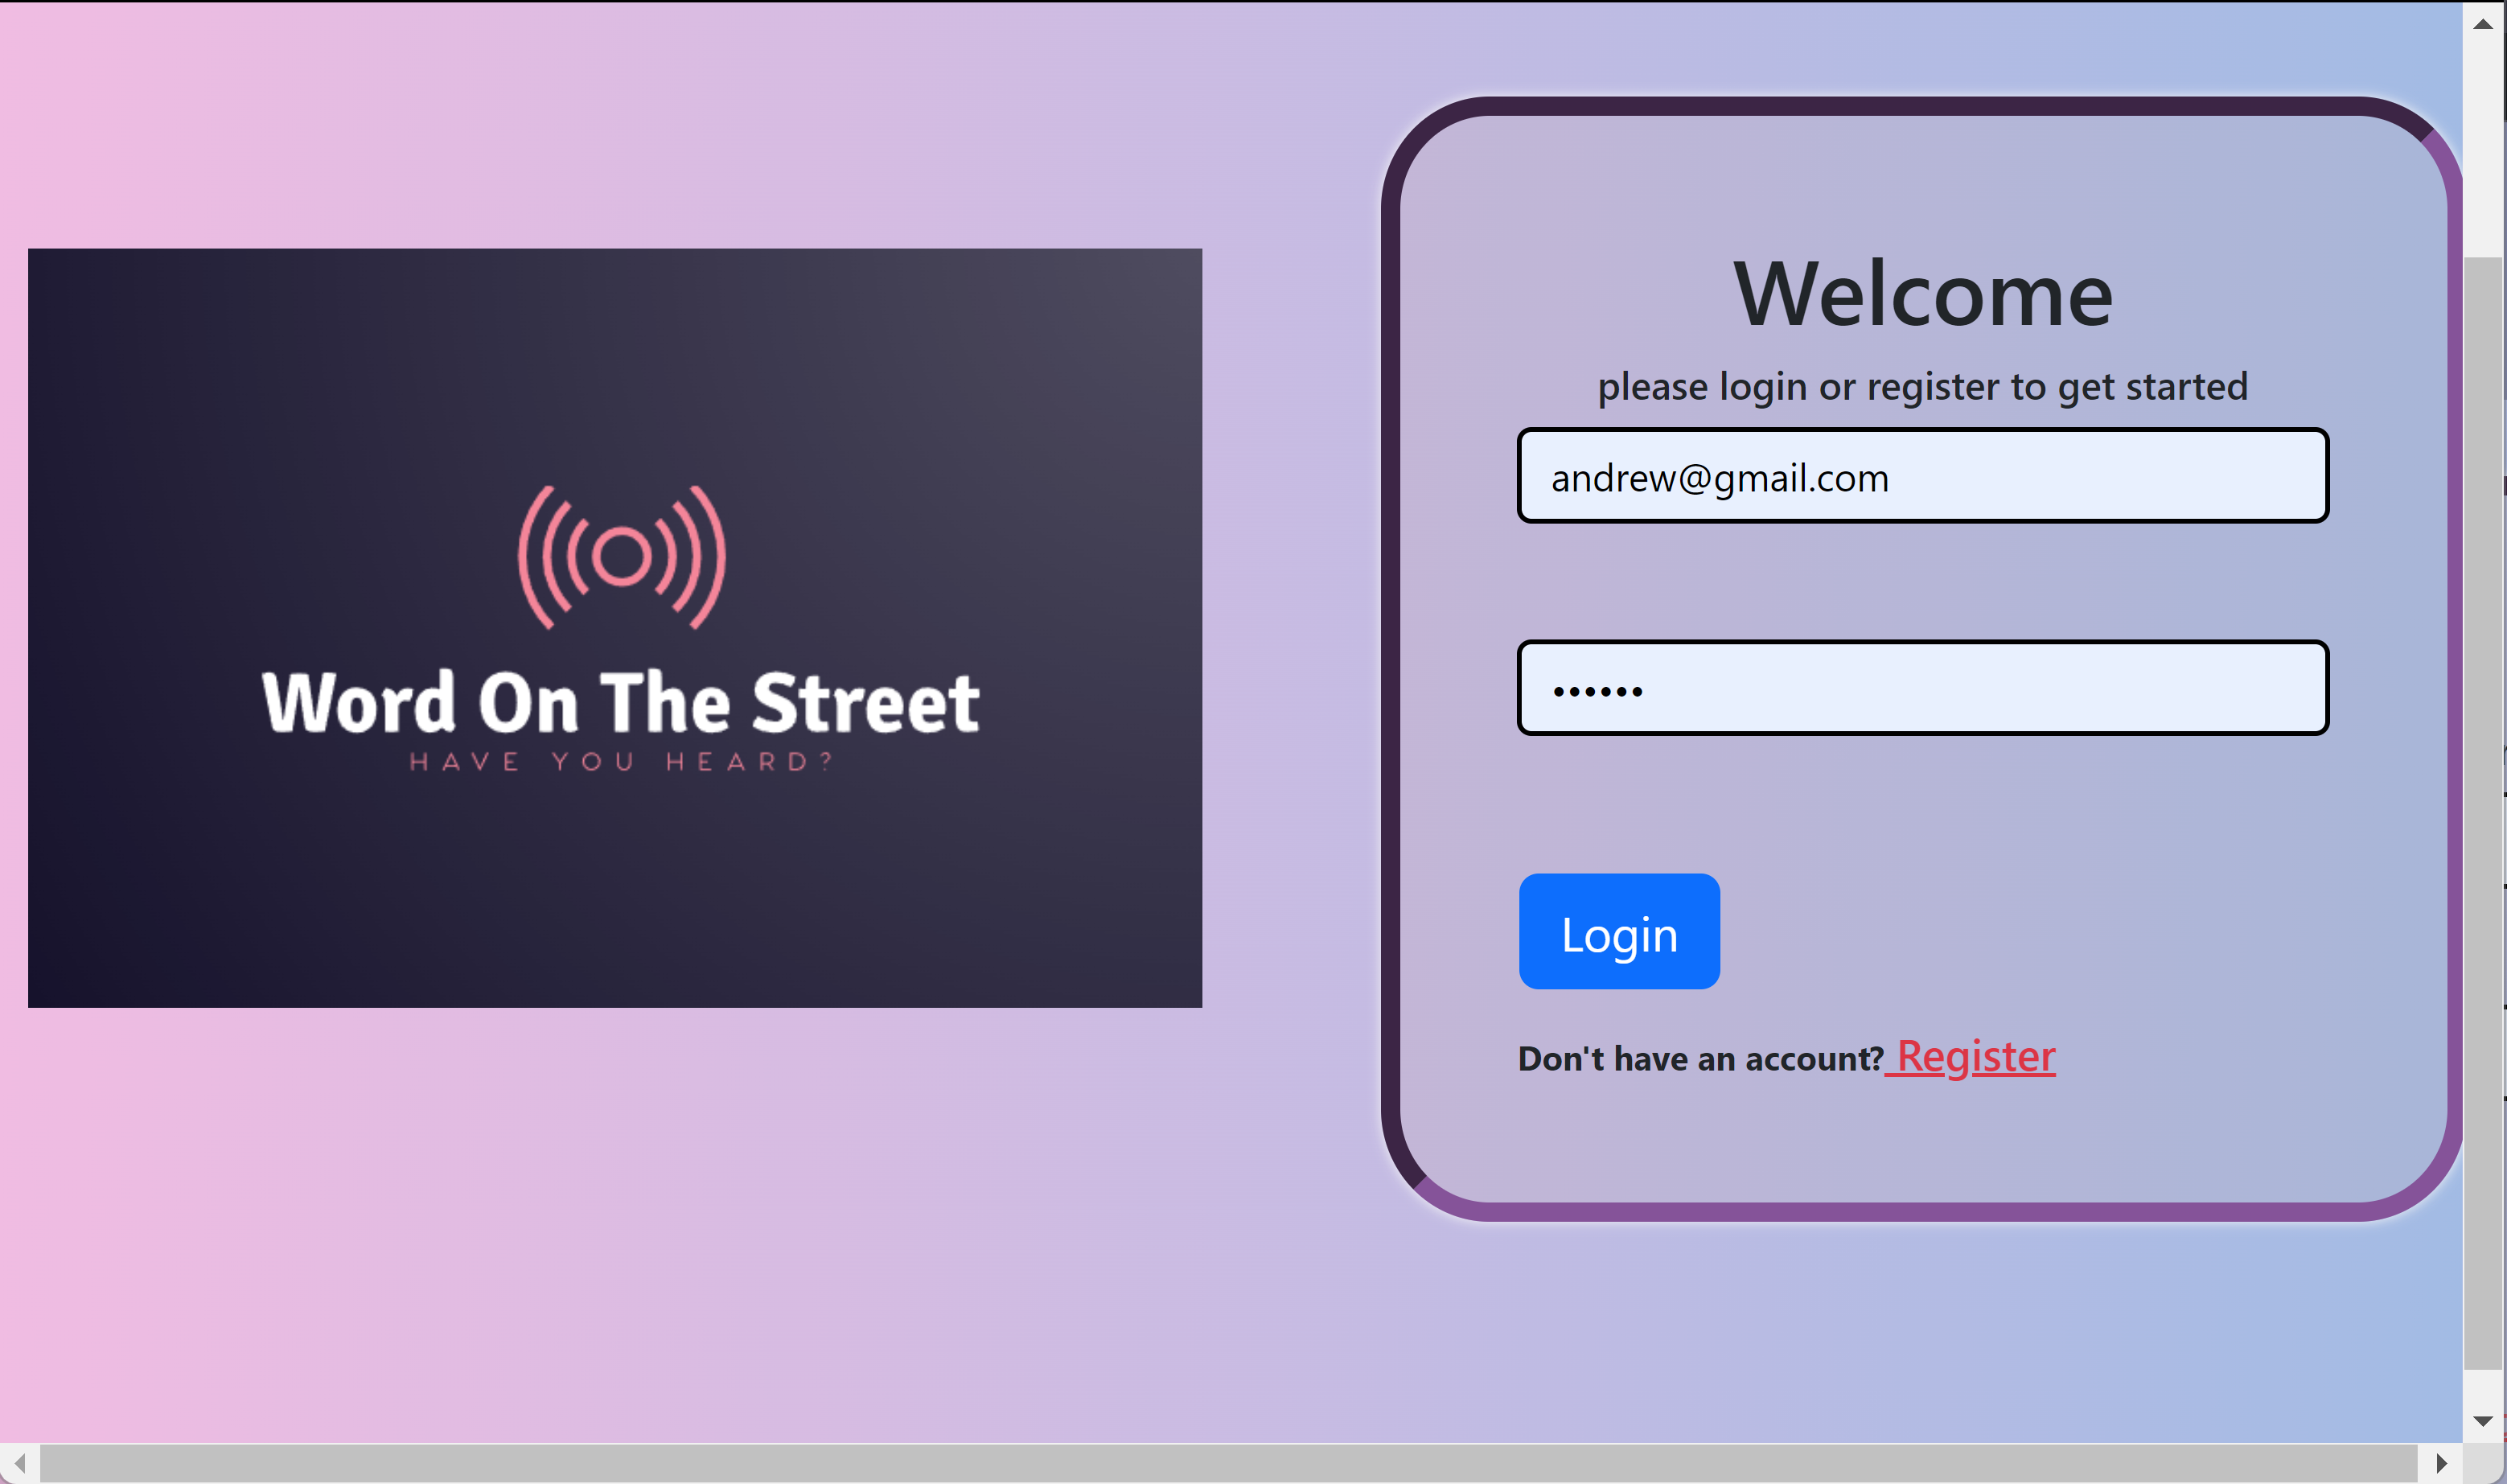 Word On The Street
HAVE YOU HEARD?
Welcome
please login or register to get started
andrew@gmail.com
••••••
Login
Don't have an account? Register